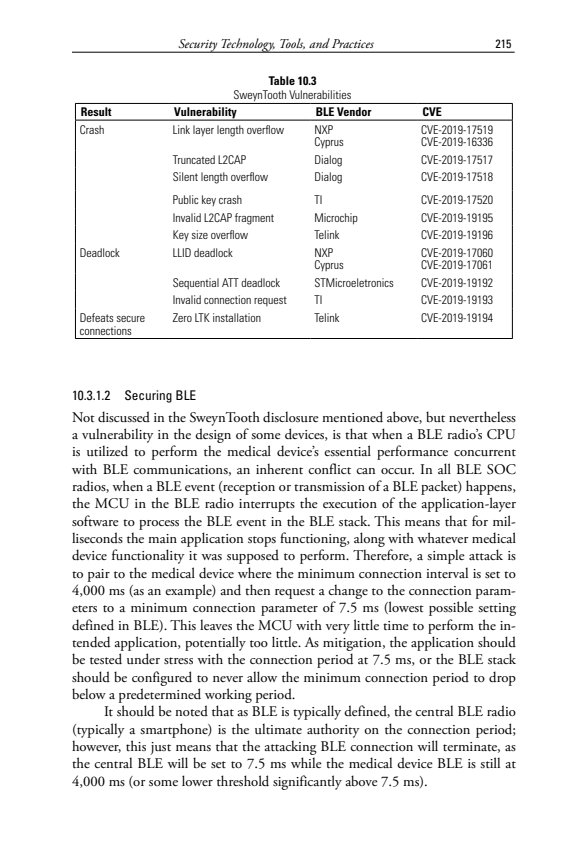 Security Technology, Tools, and Practices 215
Table 10.3
SweynTooth Vulnerabilities
Result Vulnerability BLE Vendor CVE
Crash Link layer length overflow NXP CVE-2019-17519
Cyprus CVE-2019-16336
Truncated L2CAP Dialog CVE-2019-17517
Silent length overflow Dialog CVE-2019-17518
Public key crash TI CVE-2019-17520
Invalid L2CAP fragment Microchip CVE-2019-19195
Key size overflow Telink CVE-2019-19196
Deadlock LLID deadlock NXP CVE-2019-17060
Cyprus CVE-2019-17061
Sequential ATT deadlock STMicroeletronics CVE-2019-19192
Invalid connection request TI CVE-2019-19193
Defeats secure Zero LTK installation Telink CVE-2019-19194
connections
10.3.1.2 Securing BLE
Not discussed in the SweynTooth disclosure mentioned above, but nevertheless
a vulnerability in the design of some devices, is that when a BLE radio's CPU
is utilized to perform the medical device's essential performance concurrent
with BLE communications, an inherent conflict can occur. In all BLE SOC
radios, when a BLE event (reception or transmission of a BLE packet) happens,
the MCU in the BLE radio interrupts the execution of the application-layer
software to process the BLE event in the BLE stack. This means that for mil-
liseconds the main application stops functioning, along with whatever medical
device functionality it was supposed to perform. Therefore, a simple attack is
to pair to the medical device where the minimum connection interval is set to
4,000 ms (as an example) and then request a change to the connection param-
eters to a minimum connection parameter of 7.5 ms (lowest possible setting
defined in BLE). This leaves the MCU with very little time to perform the in-
tended application, potentially too little. As mitigation, the application should
be tested under stress with the connection period at 7.5 ms, or the BLE stack
should be configured to never allow the minimum connection period to drop
below a predetermined working period.
It should be noted that as BLE is typically defined, the central BLE radio
(typically a smartphone) is the ultimate authority on the connection period;
however, this just means that the attacking BLE connection will terminate, as
the central BLE will be set to 7.5 ms while the medical device BLE is still at
4,000 ms (or some lower threshold significantly above 7.5 ms).